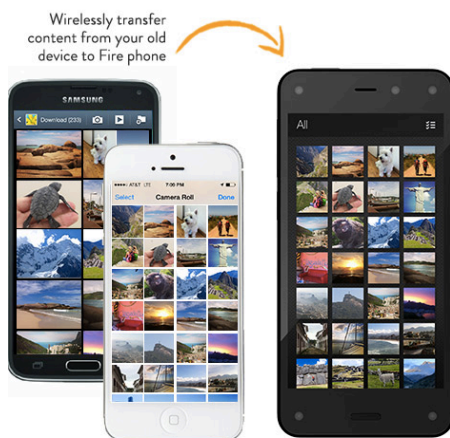 Wirelessly transfer
content from your old
device to Fire phone
SAMSUNG
Download (233)
AT&T LTE 7:00 PM
Select Camera Roll Done
All